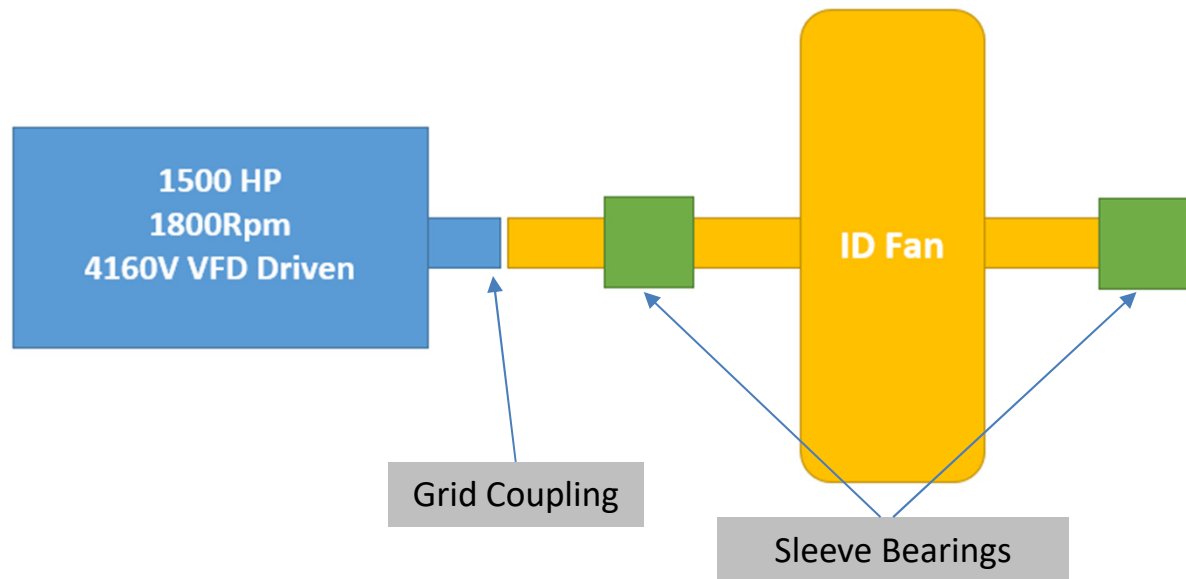 1500 HP
1800Rpm
4160V VFD Driven
ID Fan
Grid Coupling
Sleeve Bearings